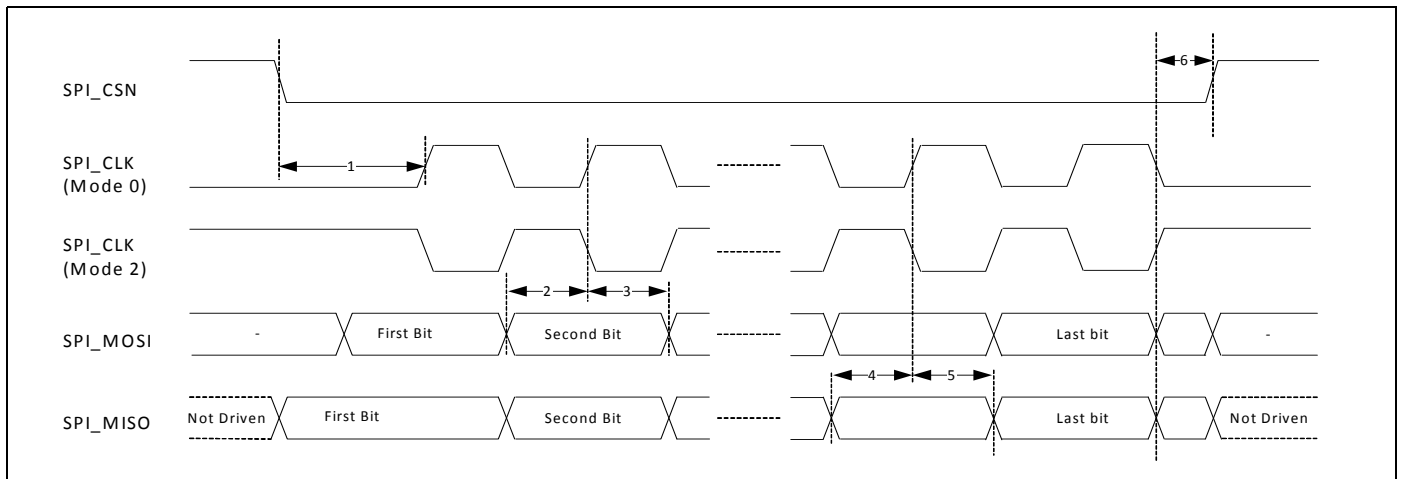 SPI_CSN
6
SPI_CLK
(Mode 0)
1
SPI_CLK
(Mode 2)
2
3
SPI_MOSI
-
First Bit
Second Bit
Last bit
-
4
5
SPI_MISO
Not Driven
First Bit
Second Bit
Last bit
Not Driven